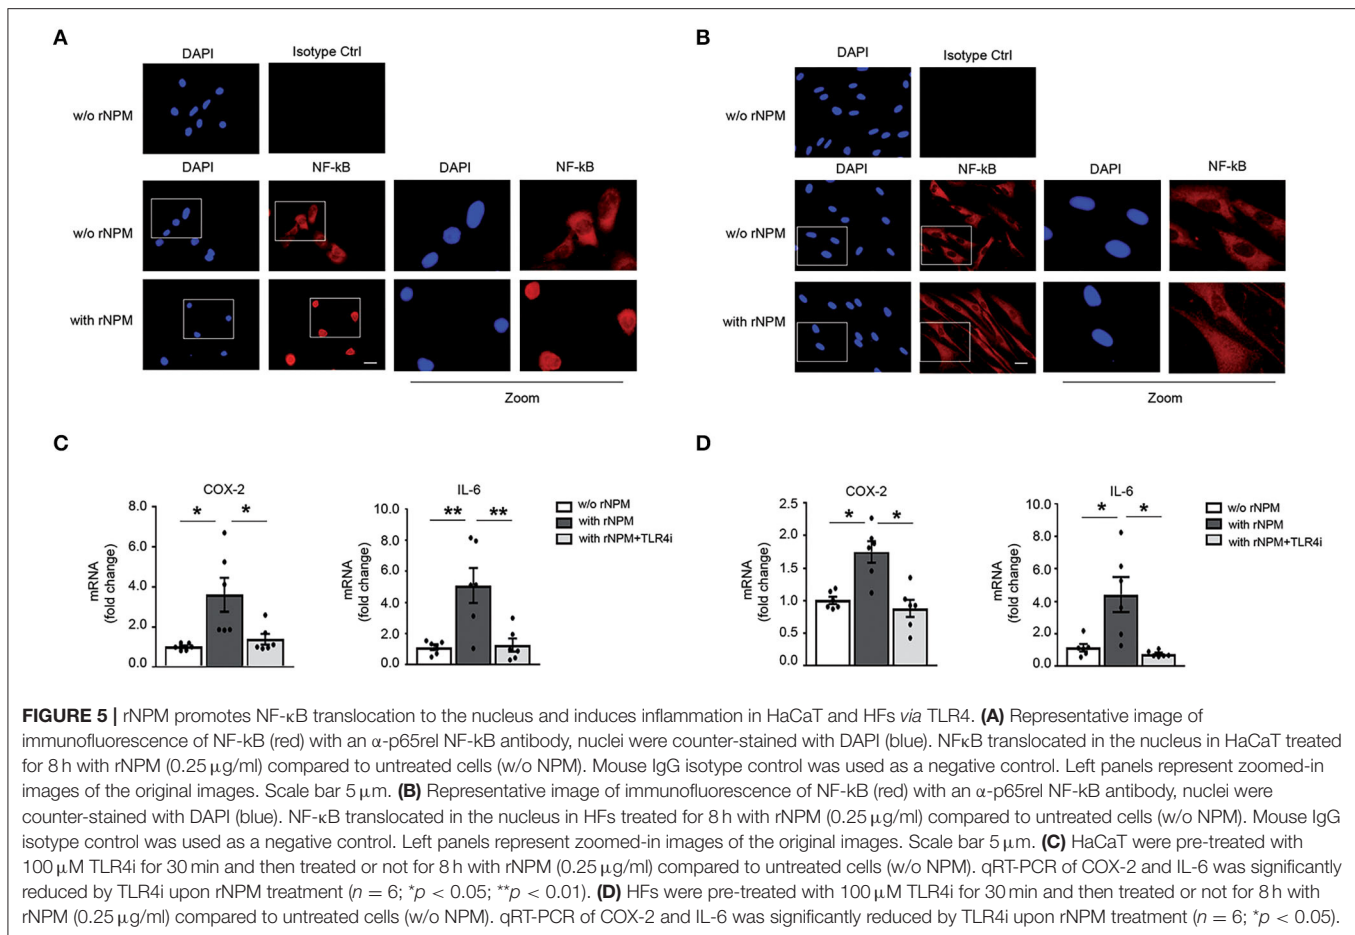 A
DAPI
Isotype Ctrl
w/o rNPM
DAPI
NF-kB
DAPI
NF-kB
w/o rNPM
with rNPM
Zoom
B
DAPI
Isotype Ctrl
w/o rNPM
DAPI
NF-kB
DAPI
NF-kB
w/o rNPM
with rNPM
Zoom
C
COX-2
mRNA
(fold change)
8.0
6.0
4.0
2.0
0.0
*
*
IL-6
mRNA
(fold change)
10.0
8.0
6.0
4.0
2.0
0.0
**
**
w/o rNPM
with rNPM
with rNPM+TLR4i
D
COX-2
mRNA
(fold change)
2.5
2.0
1.5
1.0
0.5
0.0
*
*
IL-6
mRNA
(fold change)
10.0
8.0
6.0
4.0
2.0
0.0
*
*
w/o rNPM
with rNPM
with rNPM+TLR4i
FIGURE 5 | rNPM promotes NF-κB translocation to the nucleus and induces inflammation in HaCaT and HFs via TLR4. (A) Representative image of
immunofluorescence of NF-kB (red) with an α-p65rel NF-kB antibody, nuclei were counter-stained with DAPI (blue). NFκB translocated in the nucleus in HaCaT treated
for 8 h with rNPM (0.25 μg/ml) compared to untreated cells (w/o NPM). Mouse IgG isotype control was used as a negative control. Left panels represent zoomed-in
images of the original images. Scale bar 5 μm. (B) Representative image of immunofluorescence of NF-kB (red) with an α-p65rel NF-kB antibody, nuclei were
counter-stained with DAPI (blue). NF-κB translocated in the nucleus in HFs treated for 8 h with rNPM (0.25 μg/ml) compared to untreated cells (w/o NPM). Mouse IgG
isotype control was used as a negative control. Left panels represent zoomed-in images of the original images. Scale bar 5 μm. (C) HaCaT were pre-treated with
100 μM TLR4i for 30 min and then treated or not for 8 h with rNPM (0.25 μg/ml) compared to untreated cells (w/o NPM). qRT-PCR of COX-2 and IL-6 was significantly
reduced by TLR4i upon rNPM treatment (n = 6; *p < 0.05; **p < 0.01). (D) HFs were pre-treated with 100 μM TLR4i for 30 min and then treated or not for 8 h with
rNPM (0.25 μg/ml) compared to untreated cells (w/o NPM). qRT-PCR of COX-2 and IL-6 was significantly reduced by TLR4i upon rNPM treatment (n = 6; *p < 0.05).